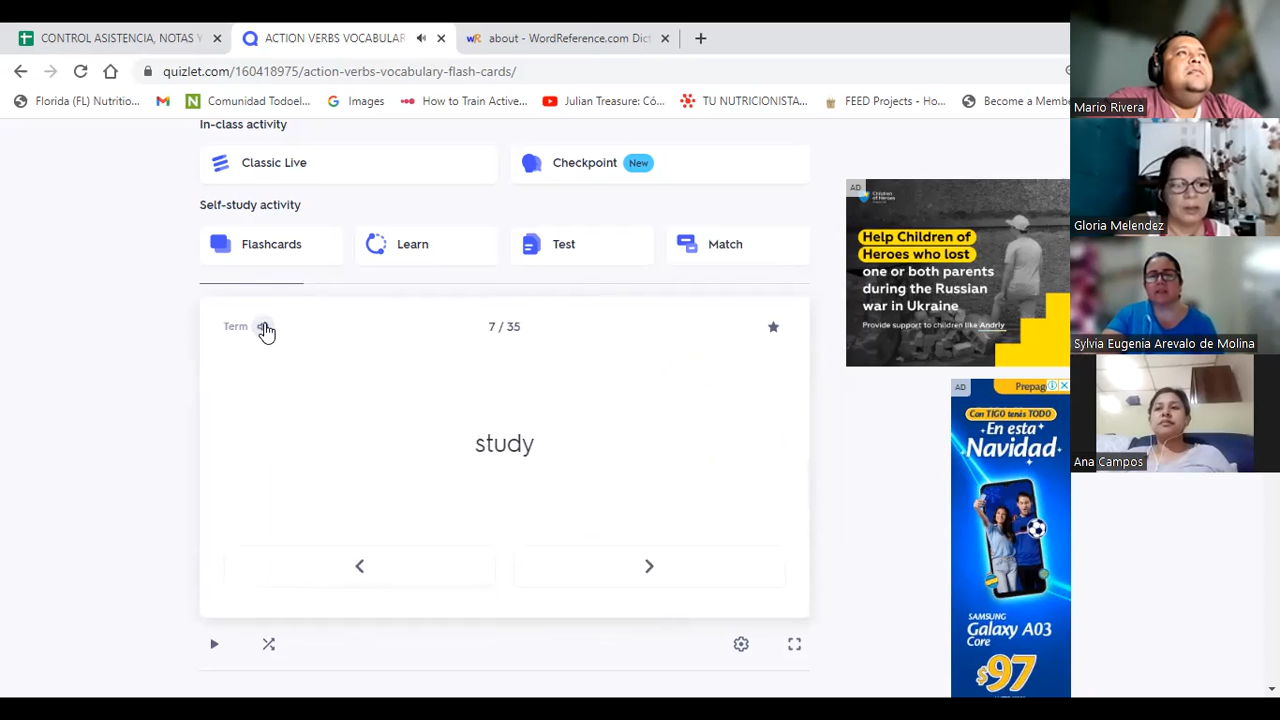 CONTROL ASISTENCIA, NOTAS Y
ACTION VERBS VOCABULAR
about - WordReference.com Dict
quizlet.com/160418975/action-verbs-vocabulary-flash-cards/
Florida (FL) Nutritio...
Comunidad Todoel...
Images
How to Train Active...
Julian Treasure: Có...
TU NUTRICIONISTA...
FEED Projects - Ho...
Become a Membe
In-class activity
Classic Live
Checkpoint
New
Self-study activity
Flashcards
Learn
Test
Match
Term
7 / 35
study
AD
Children
of Heroes
Help Children of
Heroes who lost
one or both parents
during the Russian
war in Ukraine
Provide support to children like Andriy
AD
Prepag
Con TIGO tenés TODO
En esta
Navidad
SAMSUNG
Galaxy A03
Core
$97
Mario Rivera
Gloria Melendez
Sylvia Eugenia Arevalo de Molina
Ana Campos